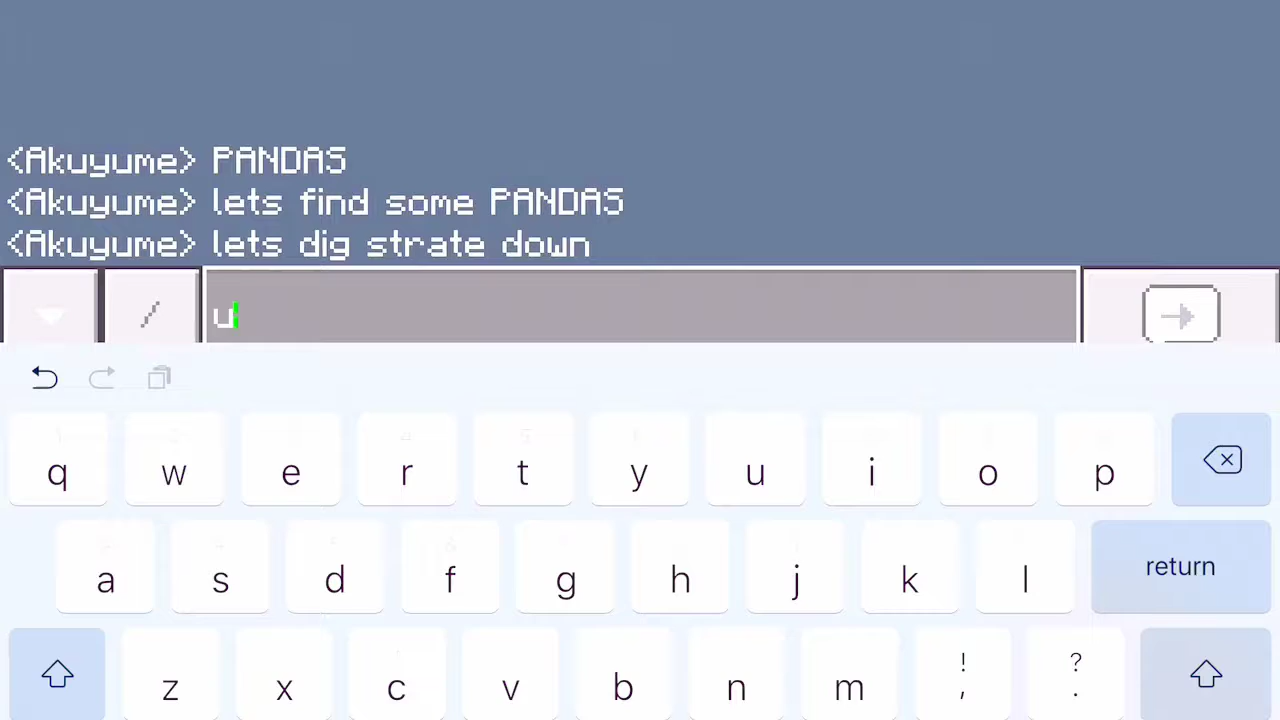 <Akuyume> PANDAS
<Akuyume> lets find some PANDAS
<Akuyume> lets dig strate down
/ u
q w e r t y u i o p
a s d f g h j k l return
z x c v b n m ! , ? .